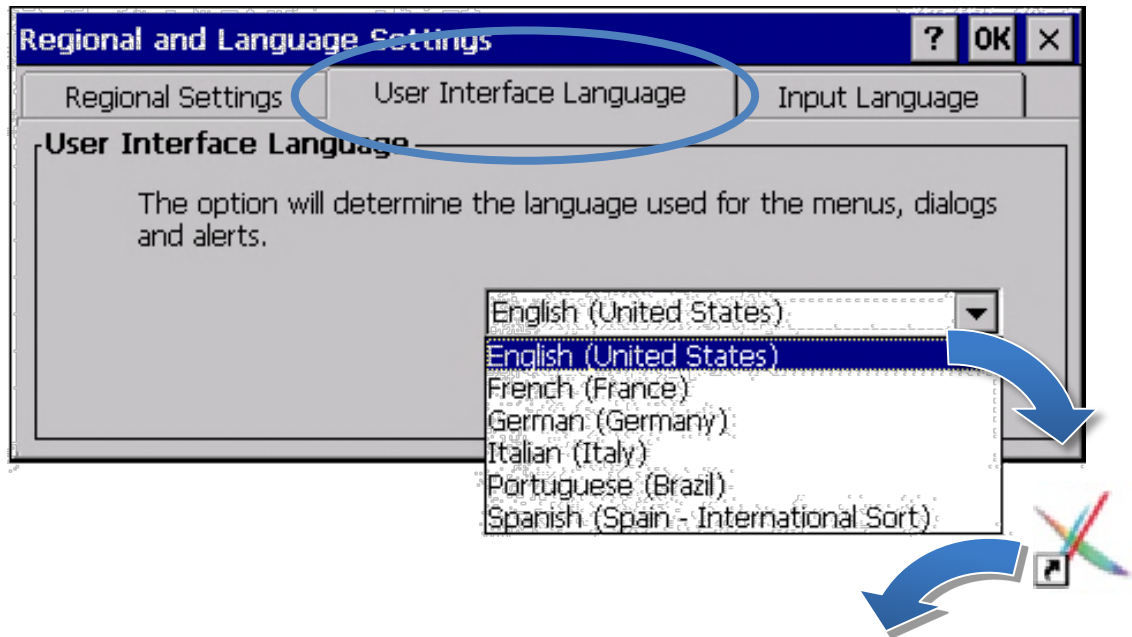 Regional and Language Settings ? OK ×
Regional Settings User Interface Language Input Language
User Interface Language
The option will determine the language used for the menus, dialogs
and alerts.
English (United States)
English (United States)
French (France)
German (Germany)
Italian (Italy)
Portuguese (Brazil)
Spanish (Spain - International Sort)